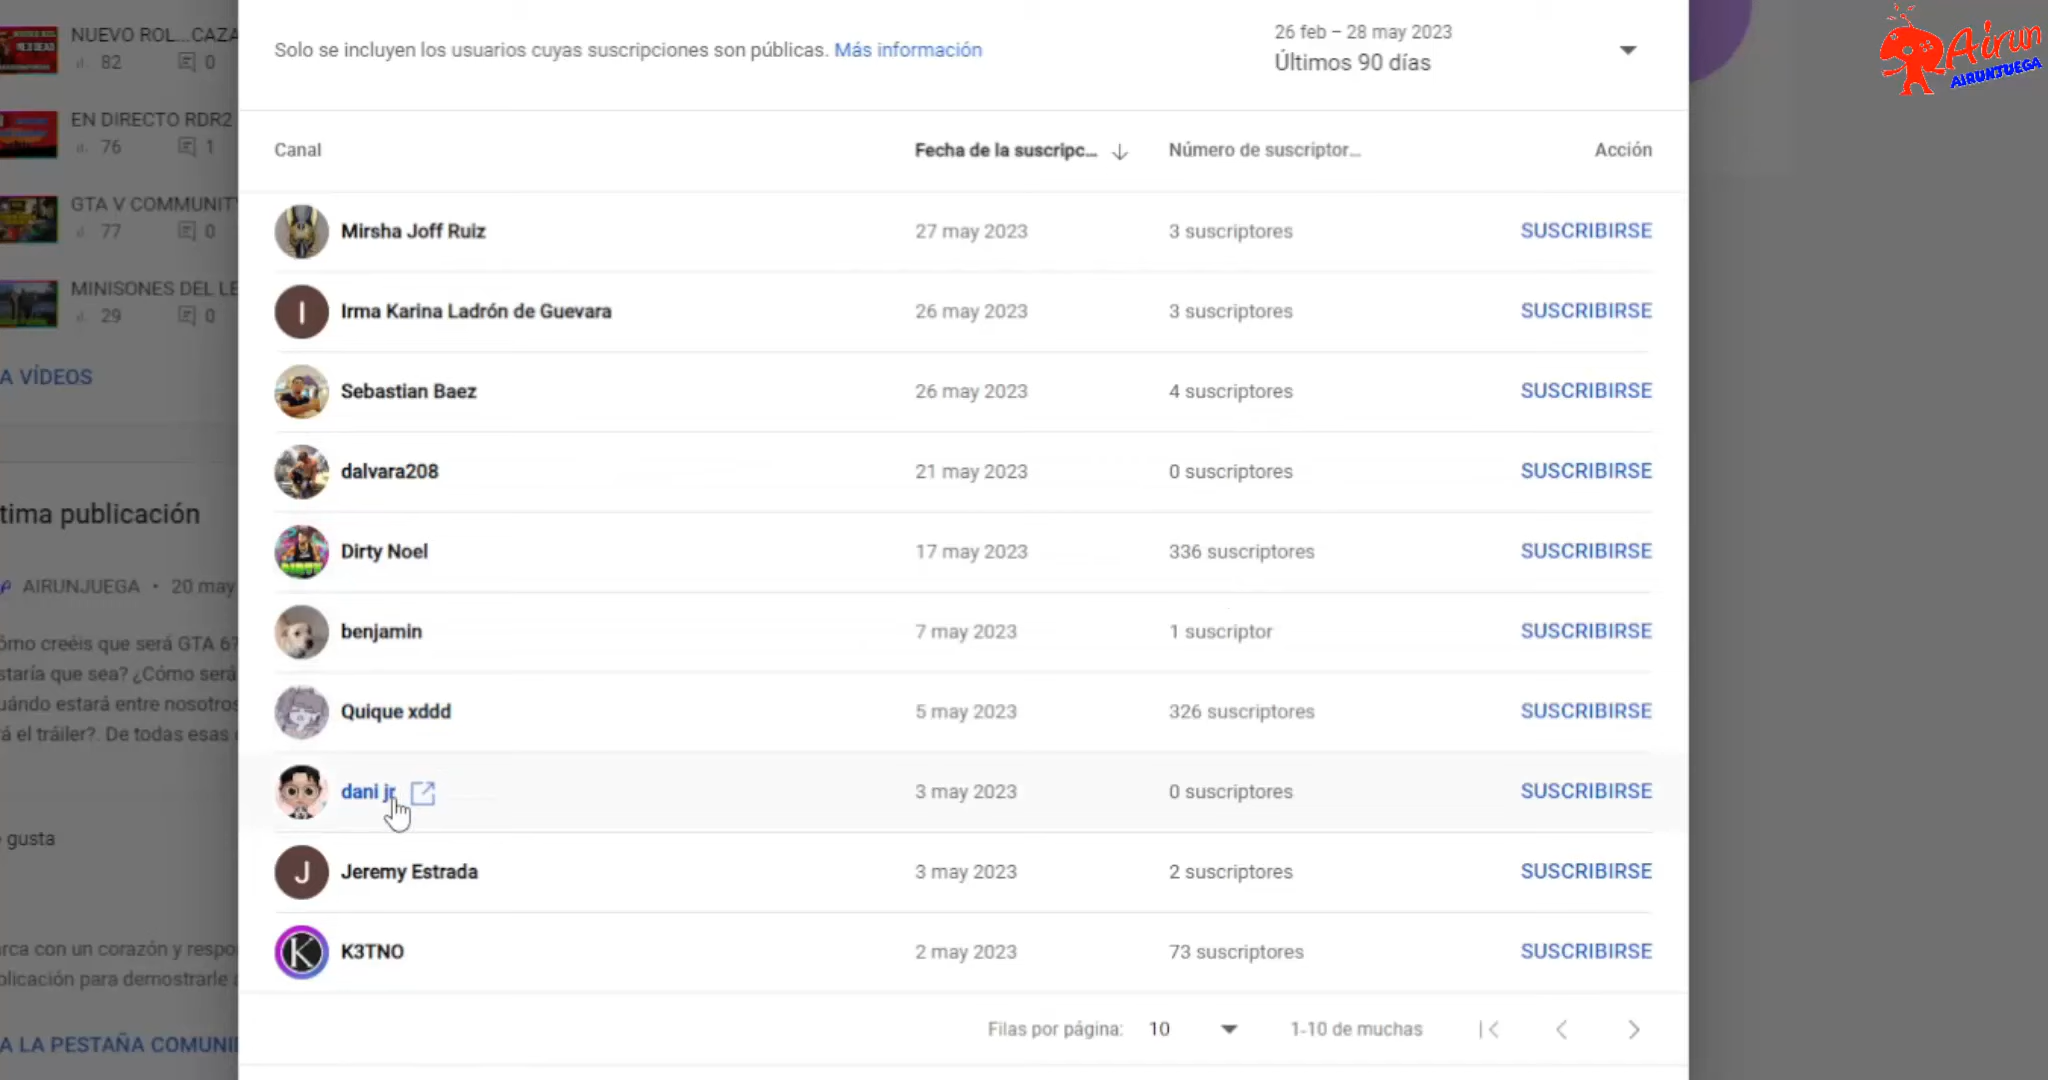 NUEVO ROL...CAZA
82 0
EN DIRECTO RDR2
76 1
GTA V COMMUNITY
77 0
MINISONES DEL LE
29 0
A VÍDEOS
tima publicación
AIRUNJUEGA • 20 may
ómo creéis que será GTA 6?
staría que sea? ¿Cómo será
uándo estará entre nosotros
á el tráiler?. De todas esas
gusta
arca con un corazón y respo
blicación para demostrarle a
A LA PESTAÑA COMUNI
Solo se incluyen los usuarios cuyas suscripciones son públicas. Más información
26 feb – 28 may 2023
Últimos 90 días
Canal Fecha de la suscripc... Número de suscriptor... Acción
Mirsha Joff Ruiz 27 may 2023 3 suscriptores SUSCRIBIRSE
I Irma Karina Ladrón de Guevara 26 may 2023 3 suscriptores SUSCRIBIRSE
Sebastian Baez 26 may 2023 4 suscriptores SUSCRIBIRSE
dalvara208 21 may 2023 0 suscriptores SUSCRIBIRSE
Dirty Noel 17 may 2023 336 suscriptores SUSCRIBIRSE
benjamin 7 may 2023 1 suscriptor SUSCRIBIRSE
Quique xddd 5 may 2023 326 suscriptores SUSCRIBIRSE
dani jr 3 may 2023 0 suscriptores SUSCRIBIRSE
J Jeremy Estrada 3 may 2023 2 suscriptores SUSCRIBIRSE
K K3TNO 2 may 2023 73 suscriptores SUSCRIBIRSE
Filas por página: 10 1-10 de muchas
Airun
AIRUNJUEGA